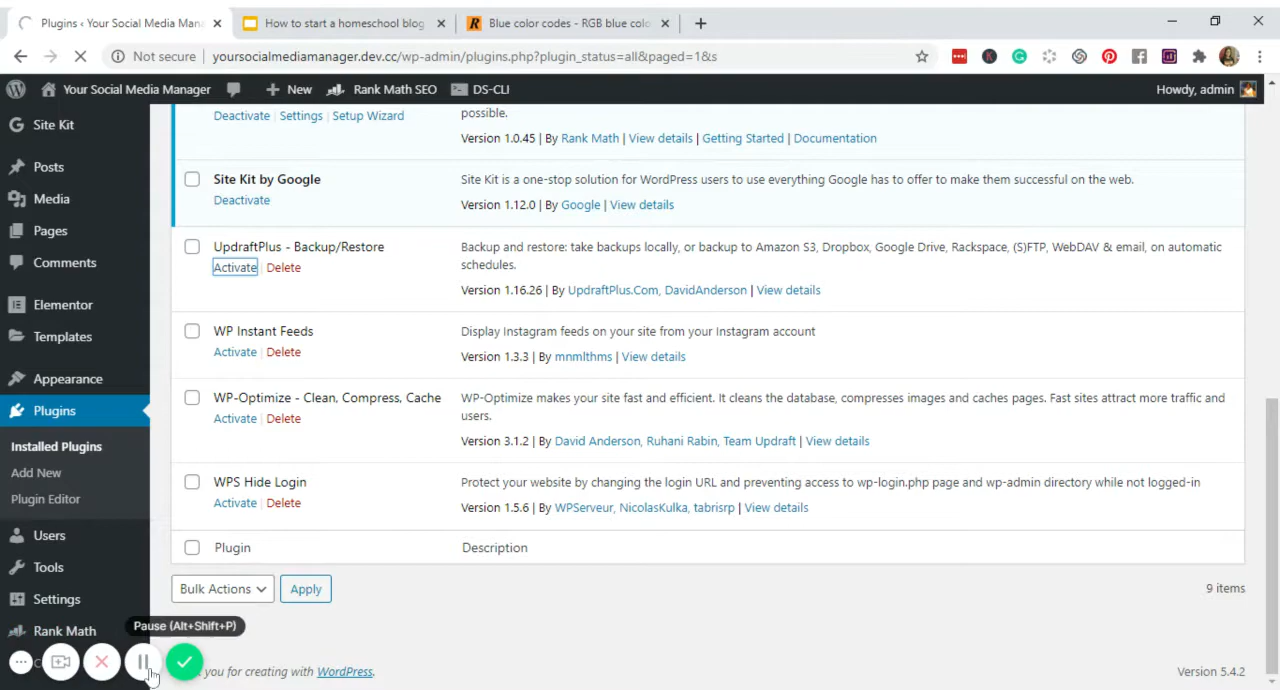 Plugins ‹ Your Social Media Mana
How to start a homeschool blog
Blue color codes - RGB blue colo
Not secure
yoursocialmediamanager.dev.cc/wp-admin/plugins.php?plugin_status=all&paged=1&s
Your Social Media Manager
New
Rank Math SEO
DS-CLI
Howdy, admin
Site Kit
Posts
Media
Pages
Comments
Elementor
Templates
Appearance
Plugins
Installed Plugins
Add New
Plugin Editor
Users
Tools
Settings
Rank Math
possible.
Deactivate | Settings | Setup Wizard
Version 1.0.45 | By Rank Math | View details | Getting Started | Documentation
Site Kit by Google
Deactivate
Site Kit is a one-stop solution for WordPress users to use everything Google has to offer to make them successful on the web.
Version 1.12.0 | By Google | View details
UpdraftPlus - Backup/Restore
Activate | Delete
Backup and restore: take backups locally, or backup to Amazon S3, Dropbox, Google Drive, Rackspace, (S)FTP, WebDAV & email, on automatic
schedules.
Version 1.16.26 | By UpdraftPlus.Com, DavidAnderson | View details
WP Instant Feeds
Activate | Delete
Display Instagram feeds on your site from your Instagram account
Version 1.3.3 | By mnmlthms | View details
WP-Optimize - Clean, Compress, Cache
Activate | Delete
WP-Optimize makes your site fast and efficient. It cleans the database, compresses images and caches pages. Fast sites attract more traffic and
users.
Version 3.1.2 | By David Anderson, Ruhani Rabin, Team Updraft | View details
WPS Hide Login
Activate | Delete
Protect your website by changing the login URL and preventing access to wp-login.php page and wp-admin directory while not logged-in
Version 1.5.6 | By WPServeur, NicolasKulka, tabrisrp | View details
Plugin
Description
Bulk Actions
Apply
9 items
Pause (Alt+Shift+P)
you for creating with WordPress.
Version 5.4.2